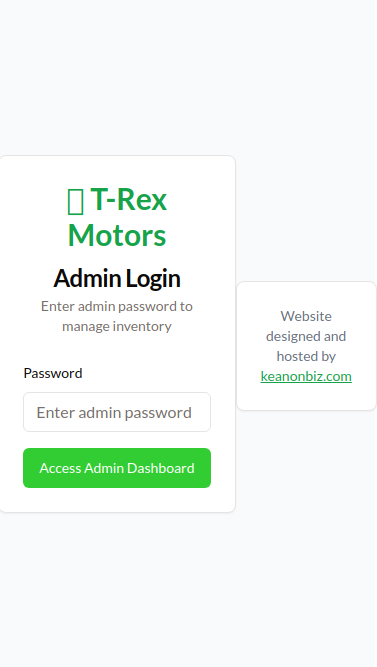 T-Rex
Motors
Admin Login
Enter admin password to
manage inventory
Password
Enter admin password
Access Admin Dashboard
Website
designed and
hosted by
keanonbiz.com